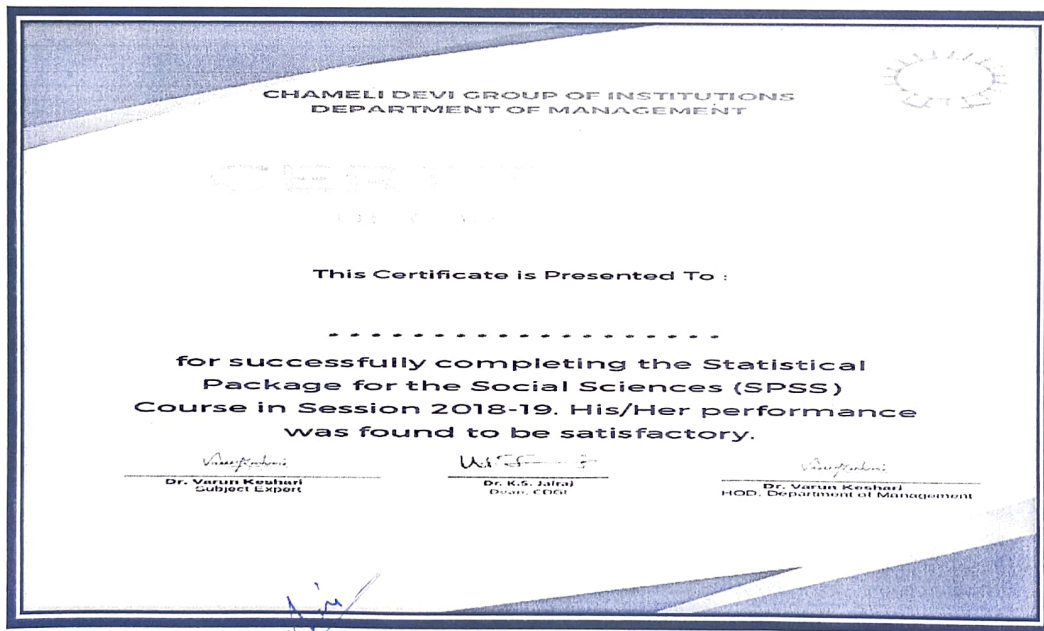 CHAMELI DEVI GROUP OF INSTITUTIONS
DEPARTMENT OF MANAGEMENT
This Certificate is Presented To :
for successfully completing the Statistical
Package for the Social Sciences (SPSS)
Course in Session 2018-19. His/Her performance
was found to be satisfactory.
Dr. Varun Keshari
Subject Expert
Dr. K.S. Jairaj
Dean, CDGI
Dr. Varun Keshari
HOD, Department of Management